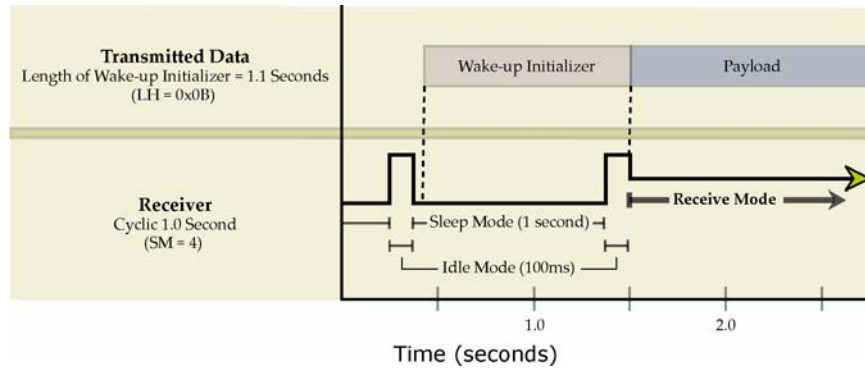 Transmitted Data
Length of Wake-up Initializer = 1.1 Seconds
(LH = 0x0B)
Wake-up Initializer
Payload
Receiver
Cyclic 1.0 Second
(SM = 4)
Sleep Mode (1 second)
Receive Mode
Idle Mode (100ms)
1.0
2.0
Time (seconds)